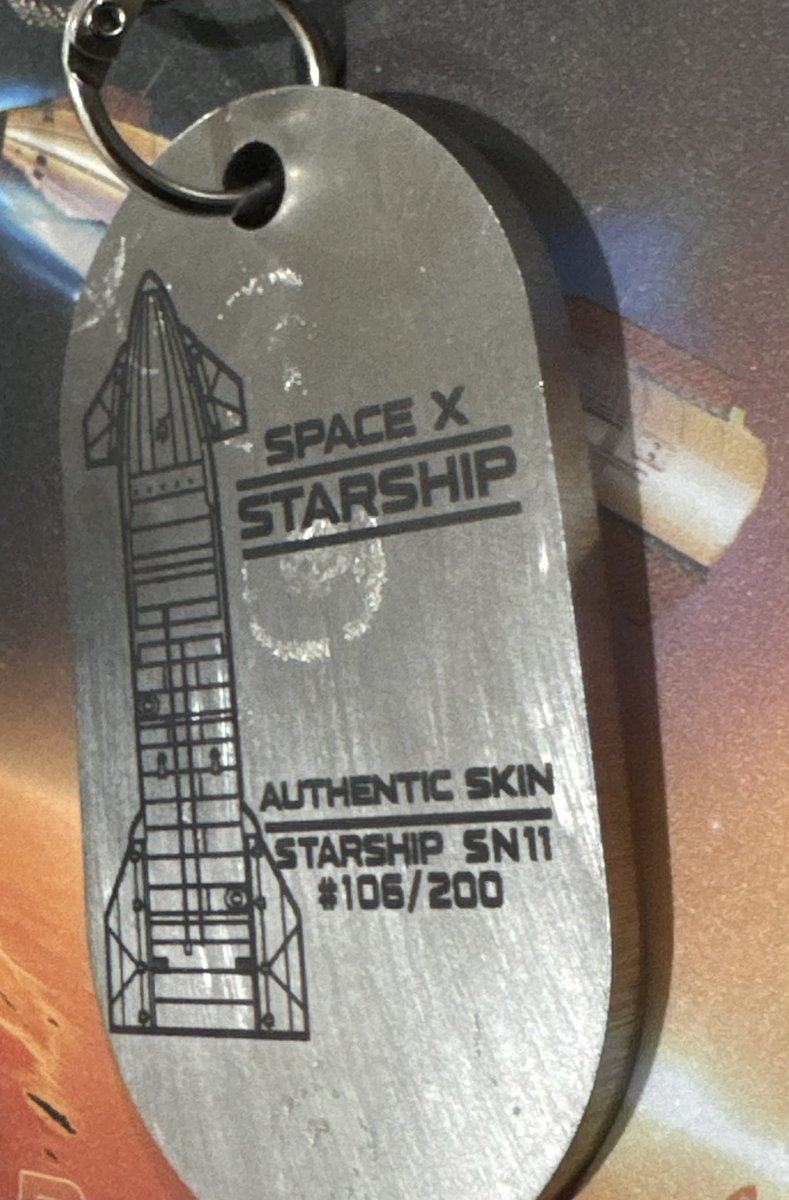 SPACE X
STARSHIP
AUTHENTIC SKIN
STARSHIP SN11
#106/200